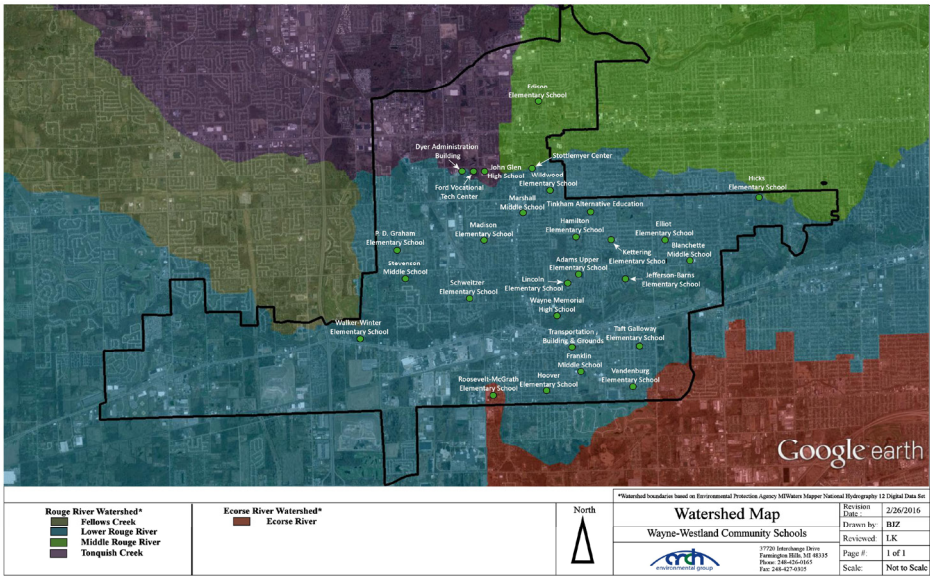 Edison
Elementary School
Dyer Administration
Building
Stottlemyer Center
John Glen
High School
Wildwood
Elementary School
Ford Vocational
Tech Center
Hicks
Elementary School
Marshall
Middle School
Tinkham Alternative Education
Madison
Elementary School
Hamilton
Elementary School
Elliot
Elementary School
P. D. Graham
Elementary School
Kettering
Elementary School
Blanchette
Middle School
Stevenson
Middle School
Adams Upper
Elementary School
Schweitzer
Elementary School
Lincoln
Elementary School
Jefferson-Barns
Elementary School
Wayne Memorial
High School
Walker-Winter
Elementary School
Transportation
Building & Grounds
Taft Galloway
Elementary School
Franklin
Middle School
Roosevelt-McGrath
Elementary School
Hoover
Elementary School
Vandenburg
Elementary School
Google earth
*Watershed boundaries based on Environmental Protection Agency MIWaters Mapper National Hydrography 12 Digital Data Set
Rouge River Watershed*
Fellows Creek
Lower Rouge River
Middle Rouge River
Tonquish Creek
Ecorse River Watershed*
Ecorse River
North
Watershed Map
Wayne-Westland Community Schools
arch
environmental group
37720 Interchange Drive
Farmington Hills, MI 48335
Phone: 248-426-0165
Fax: 248-427-0305
Revision
Date :
2/26/2016
Drawn by: BJZ
Reviewed: LK
Page #: 1 of 1
Scale: Not to Scale